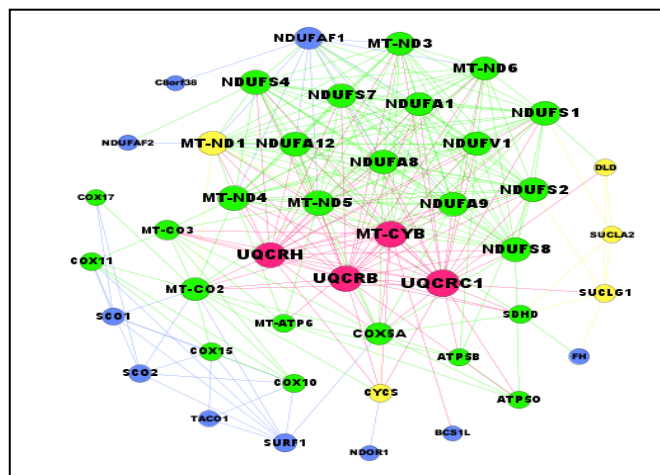 NDUFAF1
MT-ND3
C8orf38
NDUFS4
MT-ND6
NDUFS7
NDUFA1
NDUFS1
NDUFAF2
MT-ND1
NDUFA12
NDUFV1
NDUFA8
DLD
COX17
MT-ND4
MT-ND5
NDUFA9
NDUFS2
MT-CO3
MT-CYB
SUCLA2
COX11
UQCRH
NDUFS8
UQCRB
UQCRC1
MT-CO2
SUCLG1
SCO1
MT-ATP6
COX5A
SDHD
COX15
ATP5B
FH
SCO2
COX10
CYCS
ATP5O
TACO1
SURF1
NDOR1
BCS1L